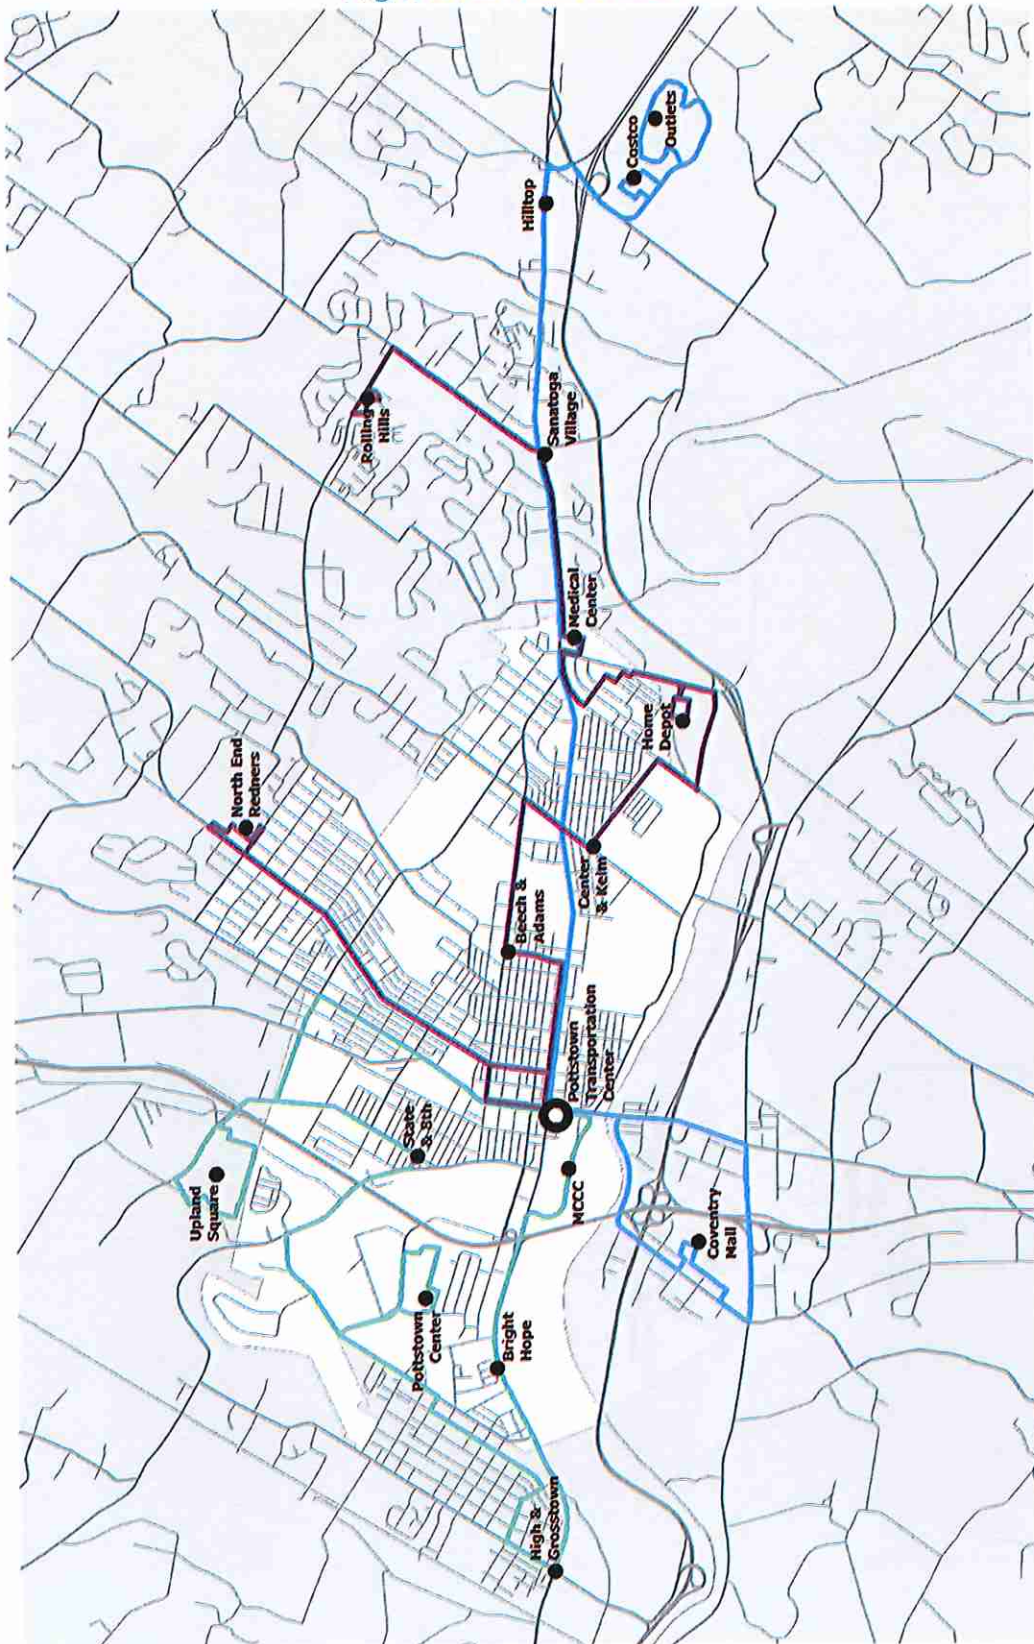 Outlets
Costco
Hilltop
Rolling
Hills
Sanatoga
Village
Medical
Center
Home
Depot
North End
Redners
Center
& Keim
Beech &
Adams
Pottstown
Transportation
Center
State
& 8th
MCCC
Upland
Square
Coventry
Mall
Pottstown
Center
Bright
Hope
High &
Grosstown